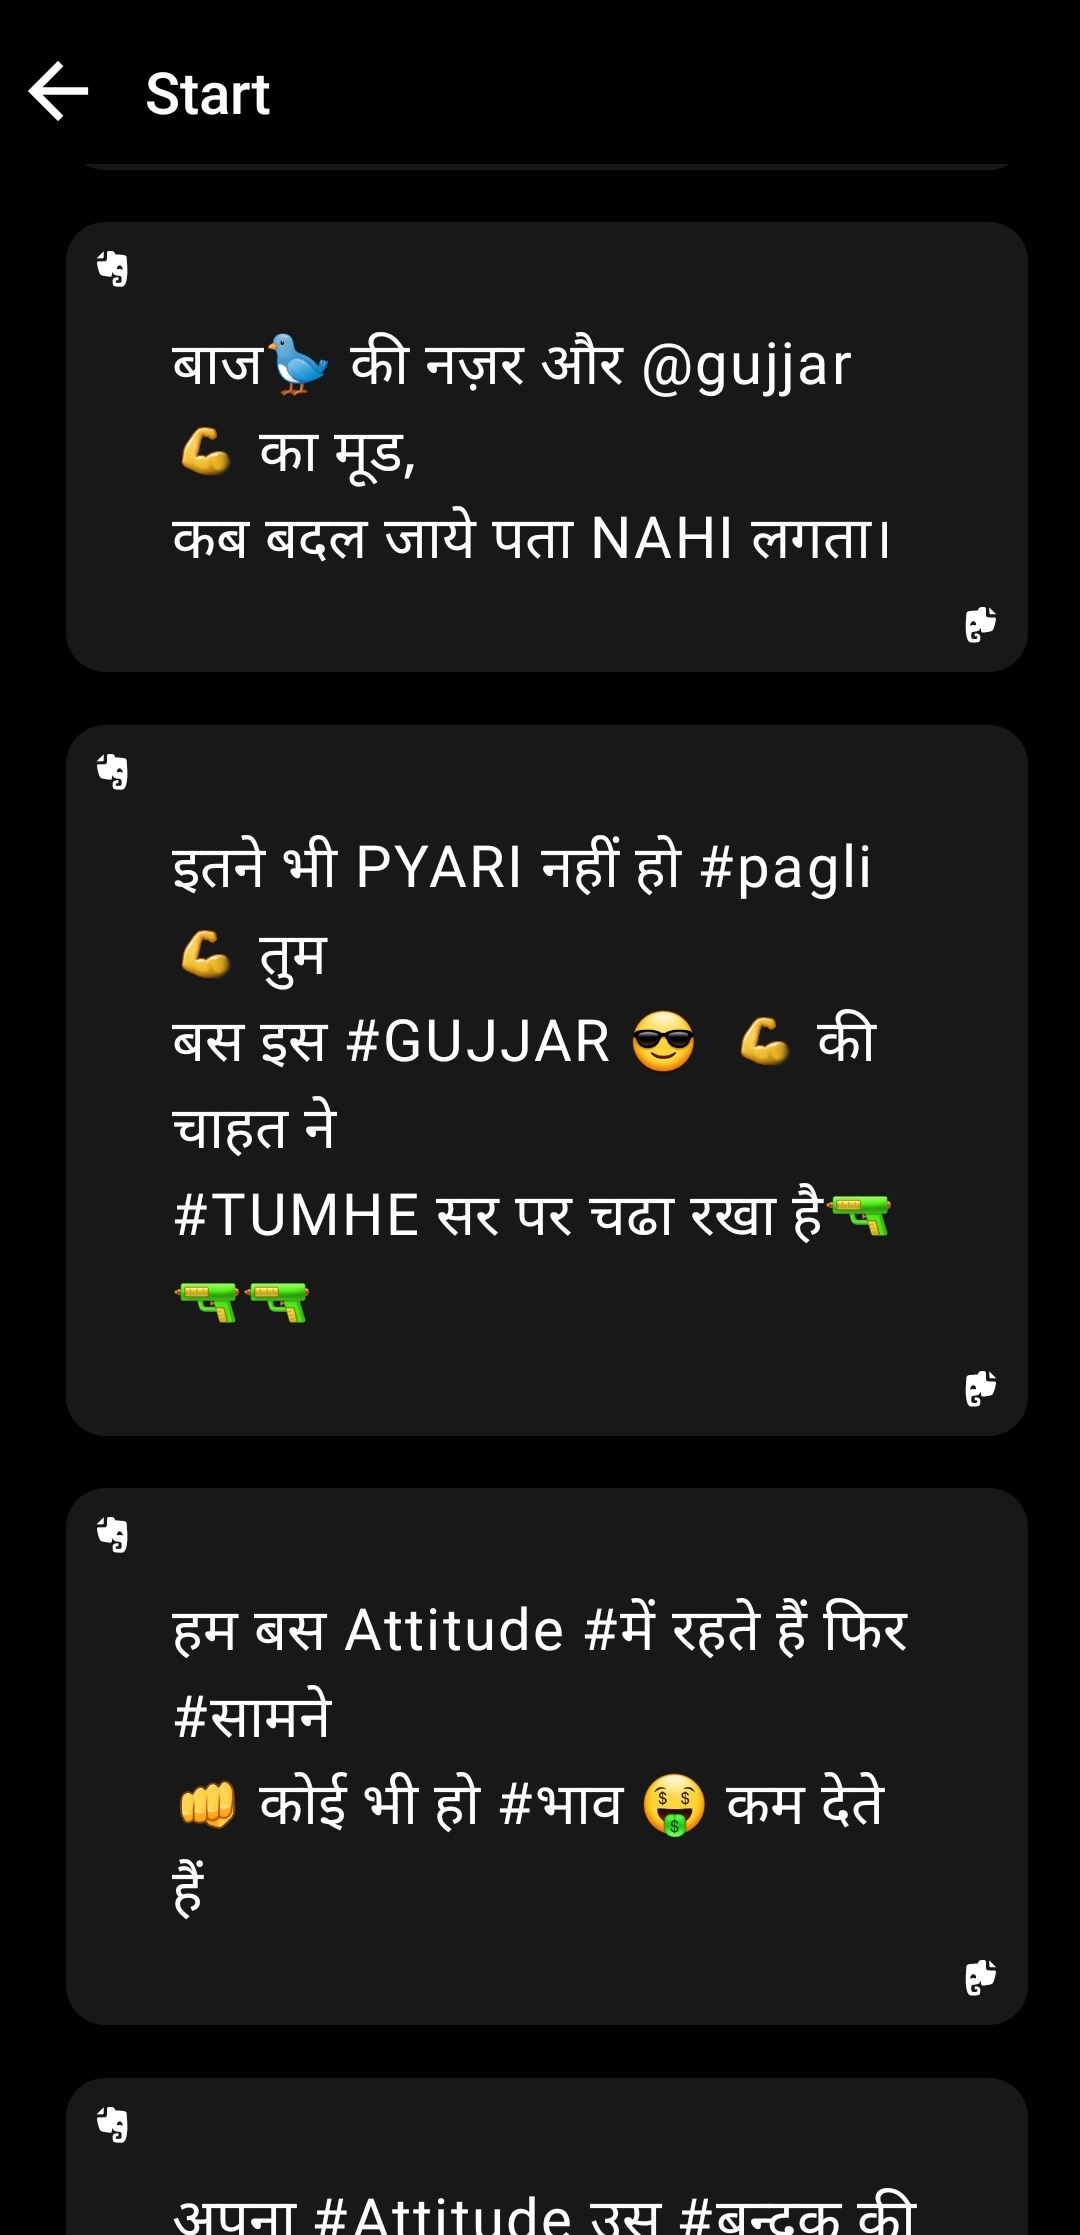 Start
बाज🐦 की नज़र और @gujjar
💪 का मूड,
कब बदल जाये पता NAHI लगता।
इतने भी PYARI नहीं हो #pagli
💪 तुम
बस इस #GUJJAR 😎 💪 की
चाहत ने
#TUMHE सर पर चढा रखा है🔫
🔫🔫
हम बस Attitude #में रहते हैं फिर
#सामने
👊 कोई भी हो #भाव 🤑 कम देते
हैं
अपना #Attitude उस #बन्दूक की